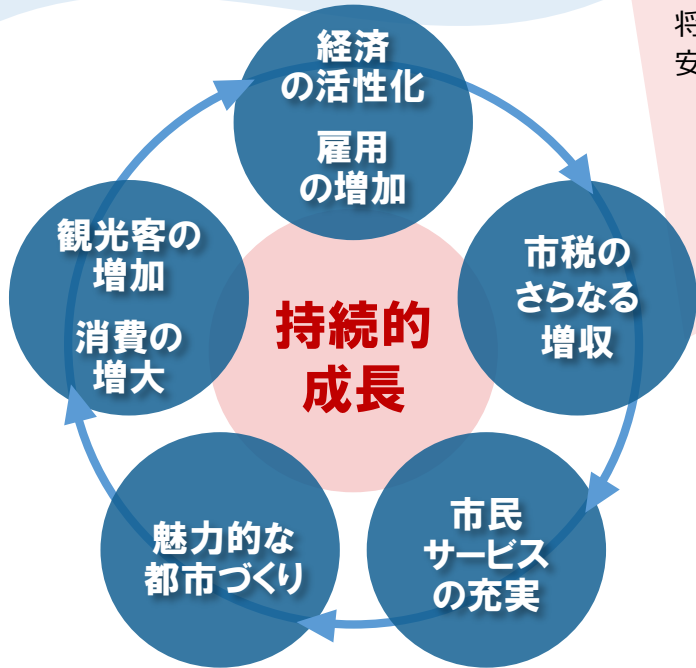 将
安
経済
の活性化
雇用
の増加
市税の
さらなる
増収
市民
サービス
の充実
魅力的な
都市づくり
観光客の
増加
消費の
増大
持続的
成長